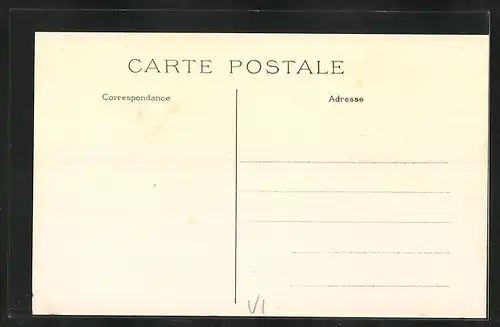 CARTE POSTALE
Correspondance
Adresse
VI